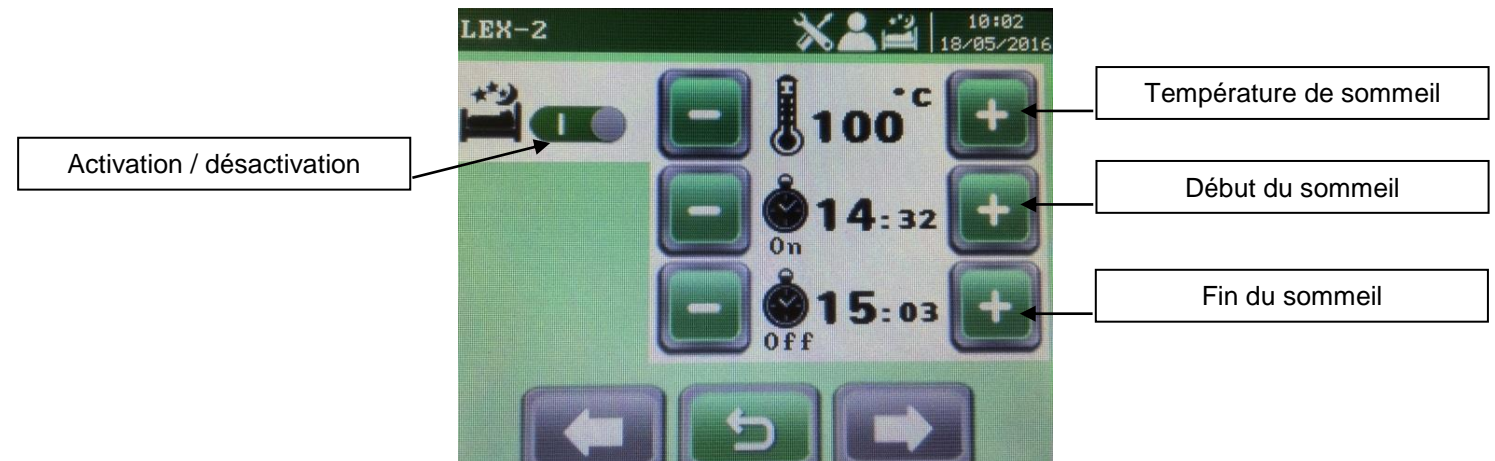 LEX-2
10:02
18/05/2016
°C
100
Température de sommeil
Activation / désactivation
14:32
On
Début du sommeil
15:03
Off
Fin du sommeil